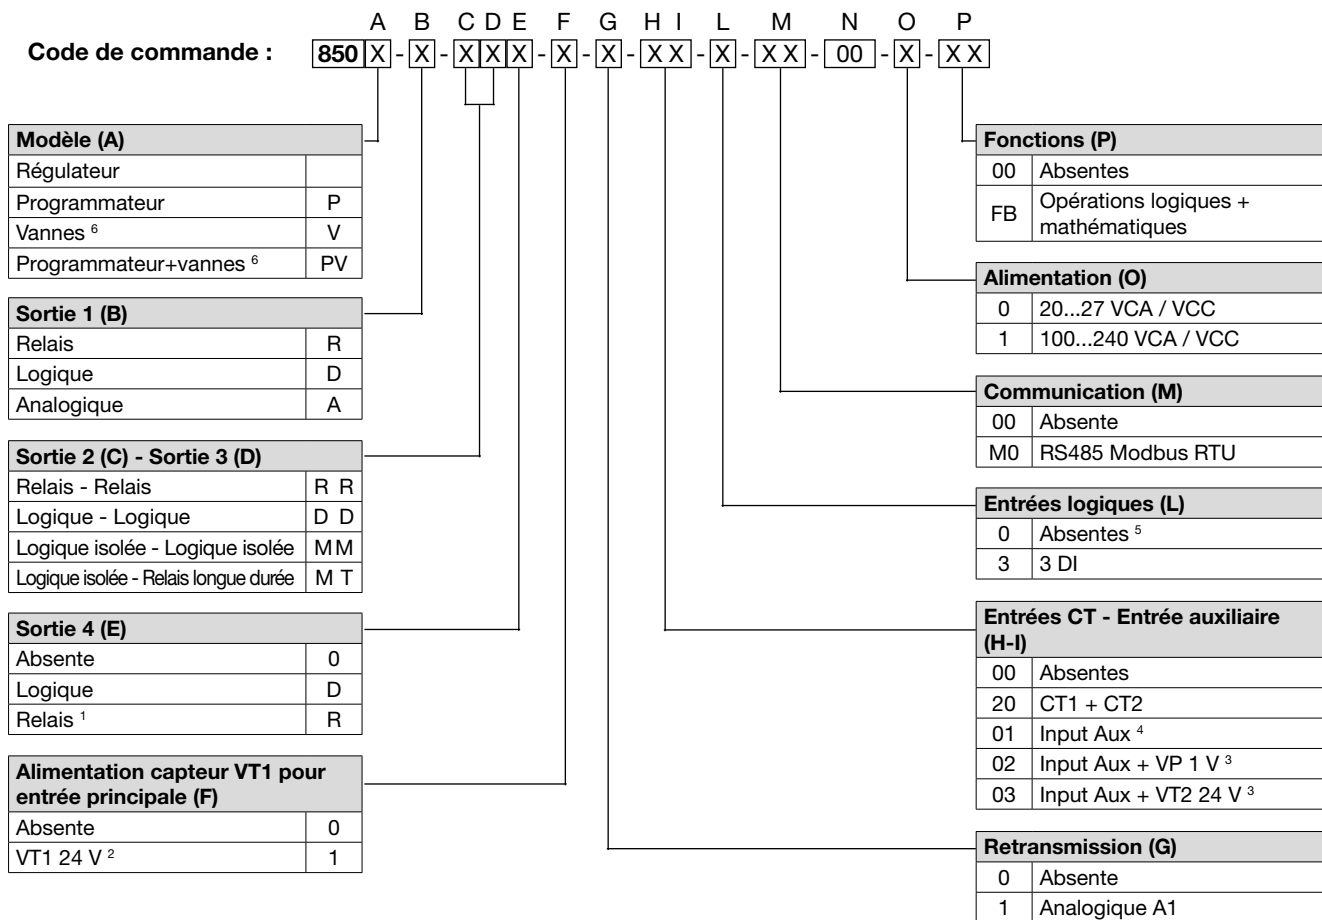 A B C D E F G H I L M N O P
Code de commande : 850 X - X - X X X - X - X - X X - X - X X - 00 - X - X X
Modèle (A)
Régulateur
Programmateur P
Vannes ⁶ V
Programmateur+vannes ⁶ PV
Sortie 1 (B)
Relais R
Logique D
Analogique A
Sortie 2 (C) - Sortie 3 (D)
Relais - Relais R R
Logique - Logique D D
Logique isolée - Logique isolée M M
Logique isolée - Relais longue durée M T
Sortie 4 (E)
Absente 0
Logique D
Relais ¹ R
Alimentation capteur VT1 pour
entrée principale (F)
Absente 0
VT1 24 V ² 1
Fonctions (P)
00 Absentes
FB Opérations logiques +
mathématiques
Alimentation (O)
0 20...27 VCA / VCC
1 100...240 VCA / VCC
Communication (M)
00 Absente
M0 RS485 Modbus RTU
Entrées logiques (L)
0 Absentes ⁵
3 3 DI
Entrées CT - Entrée auxiliaire
(H-I)
00 Absentes
20 CT1 + CT2
01 Input Aux ⁴
02 Input Aux + VP 1 V ³
03 Input Aux + VT2 24 V ³
Retransmission (G)
0 Absente
1 Analogique A1